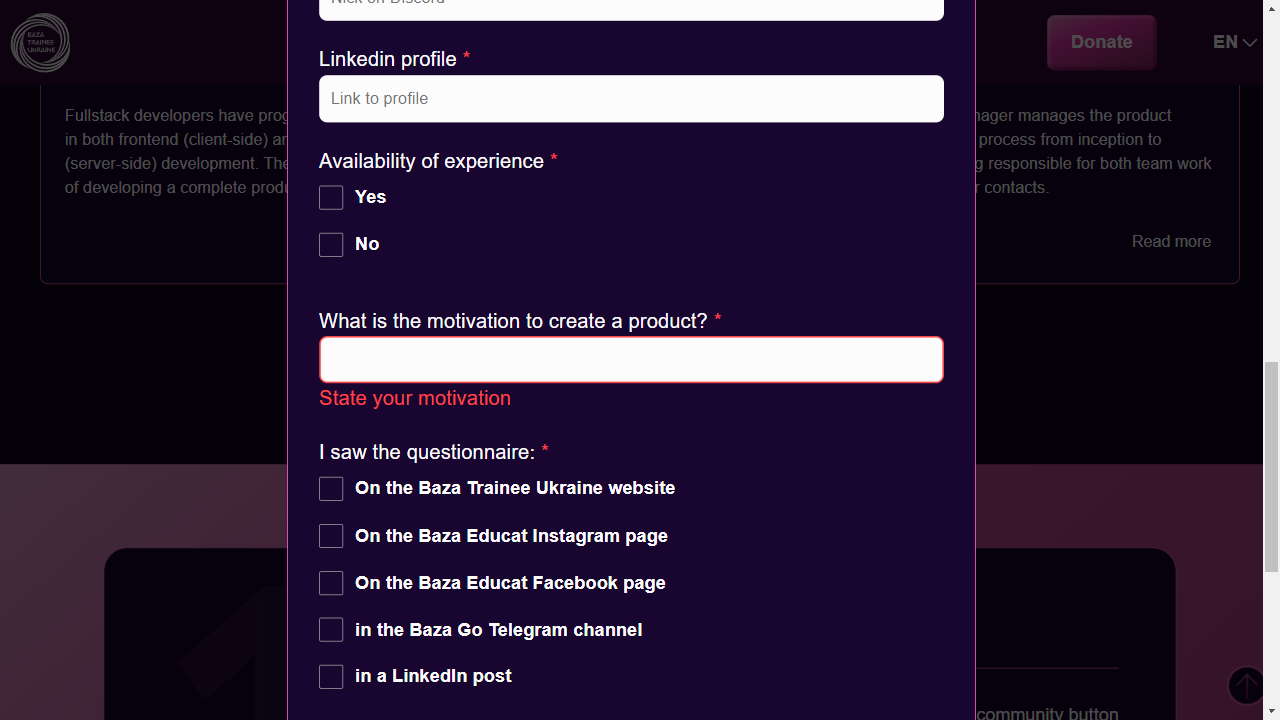 Nick on Discord
BAZA
TRAINEE
UKRAINE
Donate
EN
Linkedin profile *
Link to profile
Fullstack developers have prog
in both frontend (client-side) an
(server-side) development. The
of developing a complete produ
nager manages the product
process from inception to
g responsible for both team work
r contacts.
Read more
Availability of experience *
Yes
No
What is the motivation to create a product? *
State your motivation
I saw the questionnaire: *
On the Baza Trainee Ukraine website
On the Baza Educat Instagram page
On the Baza Educat Facebook page
in the Baza Go Telegram channel
in a LinkedIn post
1
community button